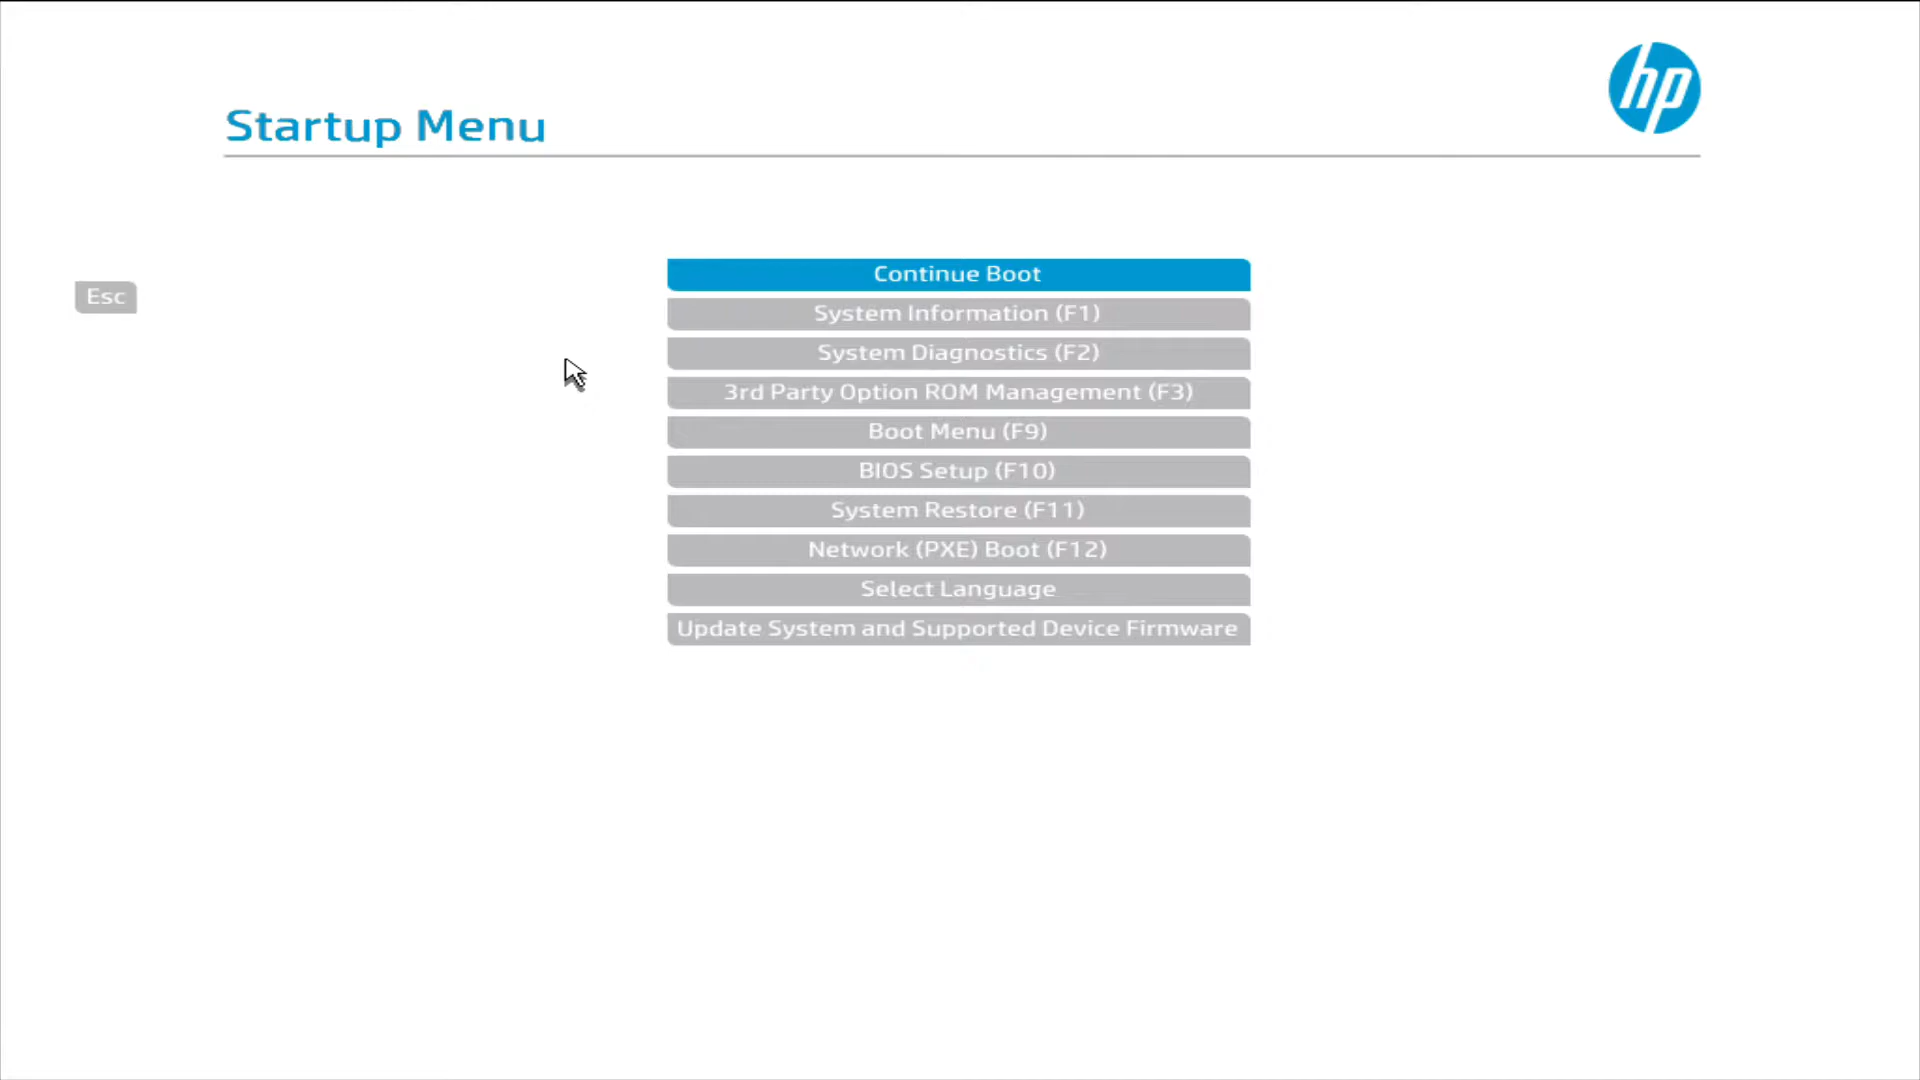 hp
Startup Menu
Esc
Continue Boot
System Information (F1)
System Diagnostics (F2)
3rd Party Option ROM Management (F3)
Boot Menu (F9)
BIOS Setup (F10)
System Restore (F11)
Network (PXE) Boot (F12)
Select Language
Update System and Supported Device Firmware